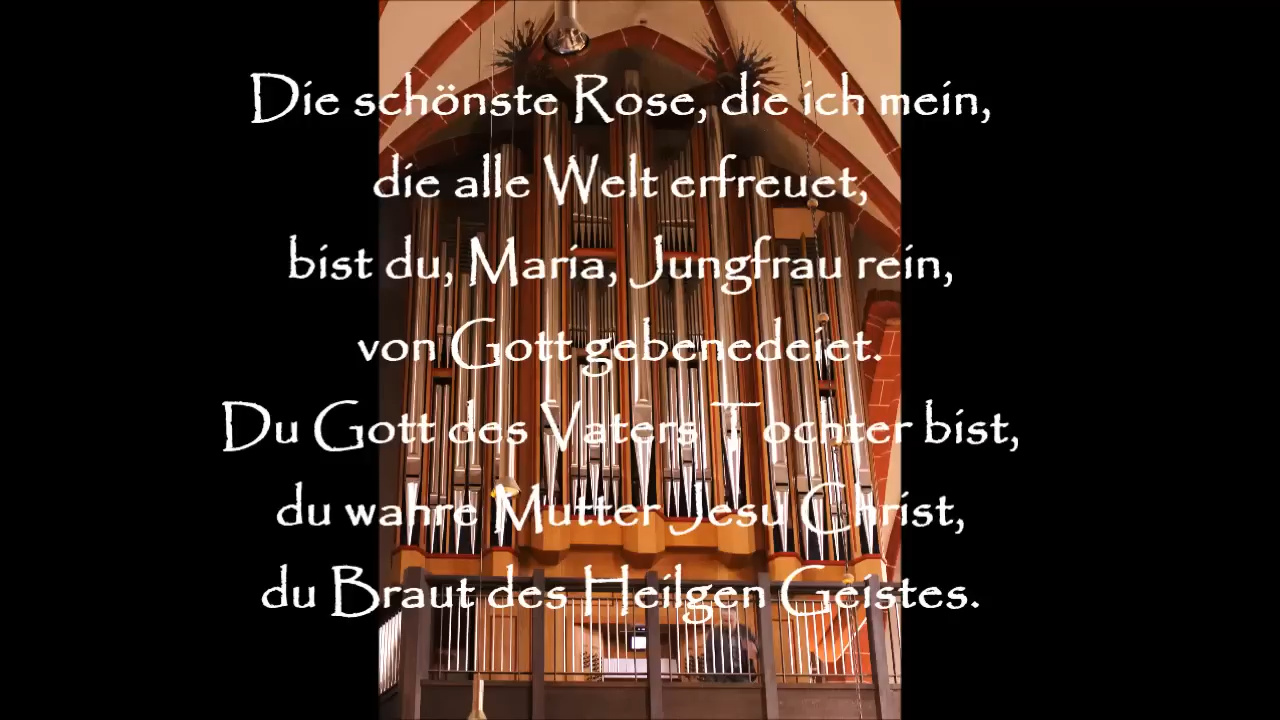 Die schönste Rose, die ich mein,
die alle Welt erfreuet,
bist du, Maria, Jungfrau rein,
von Gott gebenedeiet.
Du Gott des Vaters Tochter bist,
du wahre Mutter Jesu Christ,
du Braut des Heilgen Geistes.